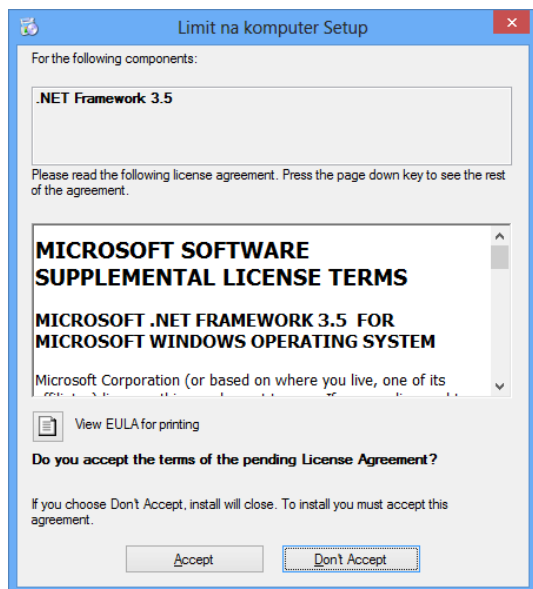 Limit na komputer Setup
For the following components:
.NET Framework 3.5
Please read the following license agreement. Press the page down key to see the rest
of the agreement.
MICROSOFT SOFTWARE
SUPPLEMENTAL LICENSE TERMS
MICROSOFT .NET FRAMEWORK 3.5 FOR
MICROSOFT WINDOWS OPERATING SYSTEM
Microsoft Corporation (or based on where you live, one of its
View EULA for printing
Do you accept the terms of the pending License Agreement?
If you choose Don't Accept, install will close. To install you must accept this
agreement.
Accept
Don't Accept